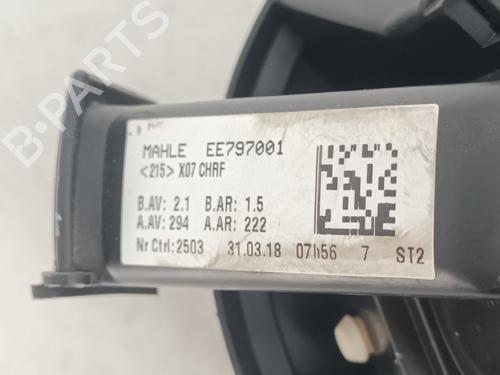 MAHLE EE797001
<215> X07 CHRF
B.AV: 2.1 B.AR: 1.5
A.AV: 294 A.AR: 222
Nr Ctrl: 2503 31.03.18 07h56 7 ST2
B-PARTS